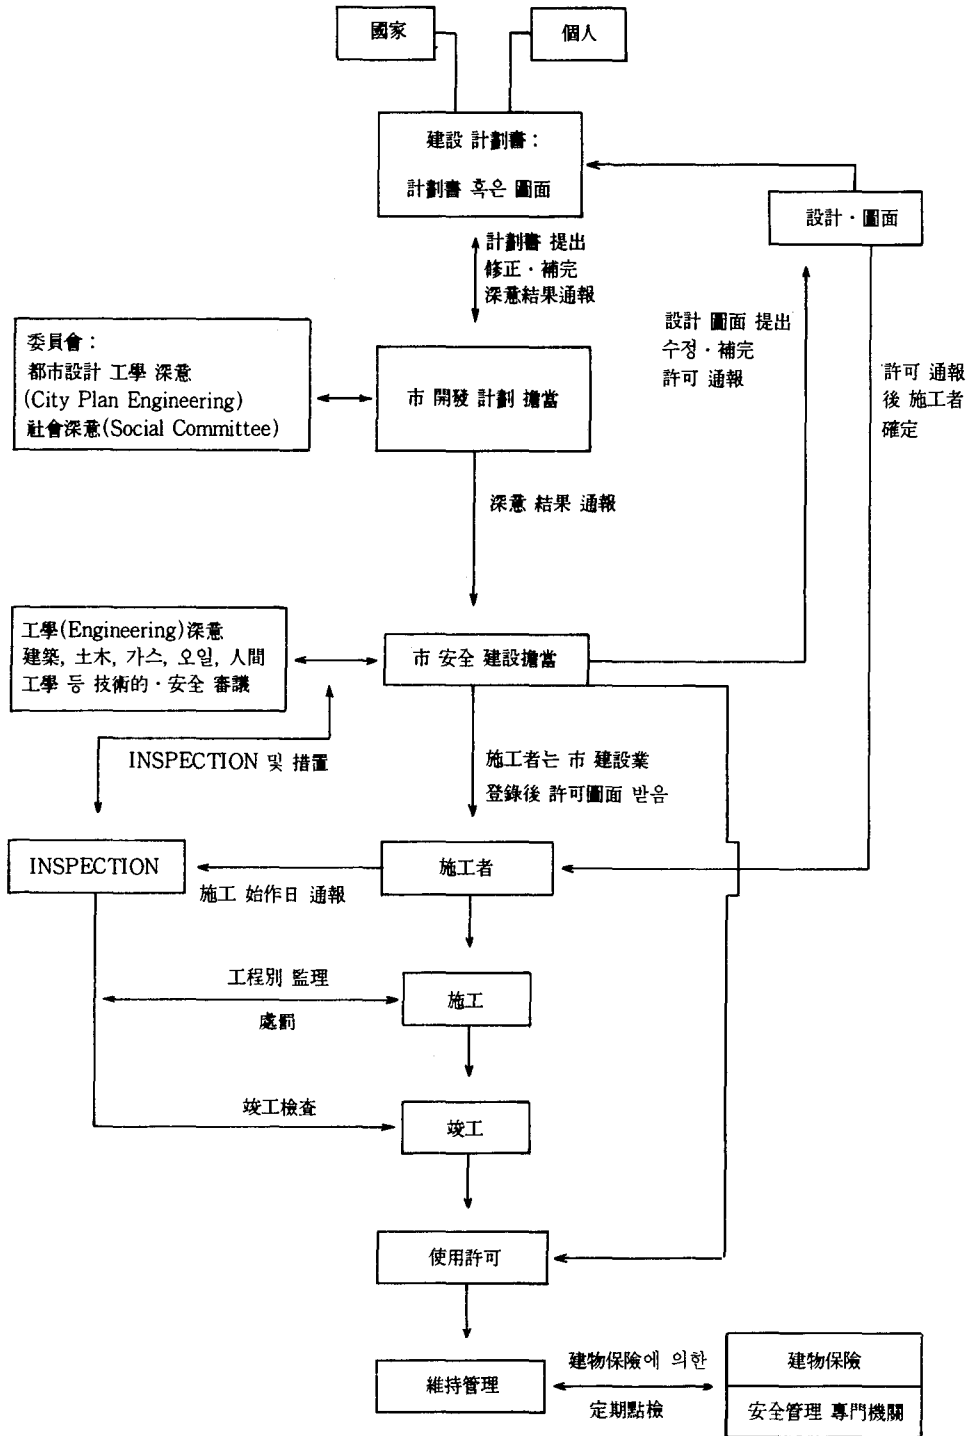 國家
個人
建設 計劃書 :
計劃書 혹은 圖面
設計 · 圖面
計劃書 提出
修正 · 補完
深意結果通報
設計 圖面 提出
수정 · 보완
許可 通報
許可 通報
後 施工者
確定
委員會 :
都市設計 工學 深意
(City Plan Engineering)
社會深意(Social Committee)
市 開發 計劃 擔當
深意 結果 通報
工學(Engineering)深意
建築, 土木, 가스, 오일, 人間
工學 등 技術的 · 安全 審議
市 安全 建設擔當
INSPECTION 및 措置
施工者는 市 建設業
登錄後 許可圖面 받음
INSPECTION
施工者
施工 始作日 通報
工程別 監理
處罰
施工
竣工檢査
竣工
使用許可
維持管理
建物保險에 의한
定期點檢
建物保險
安全管理 專門機關